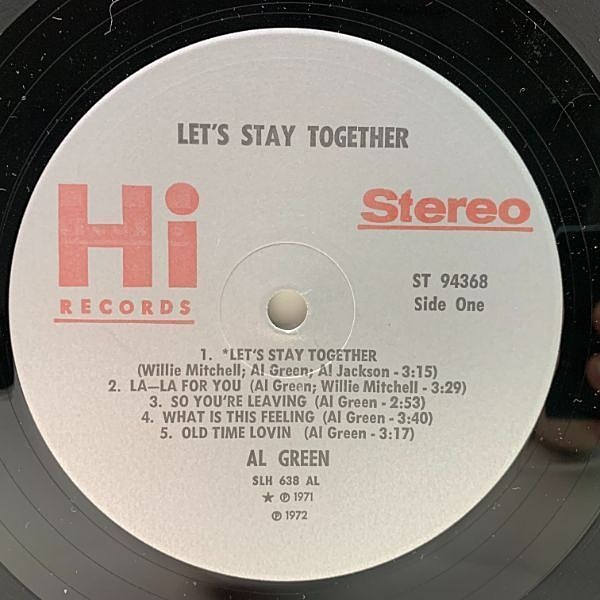 LET'S STAY TOGETHER
Hi
RECORDS
Stereo
ST 94368
Side One
1. *LET'S STAY TOGETHER
(Willie Mitchell; Al Green; Al Jackson - 3:15)
2. LA—LA FOR YOU (Al Green; Willie Mitchell - 3:29)
3. SO YOU'RE LEAVING (Al Green - 2:53)
4. WHAT IS THIS FEELING (Al Green - 3:40)
5. OLD TIME LOVIN (Al Green - 3:17)
AL GREEN
SLH 638 AL
★ ℗ 1971
℗ 1972